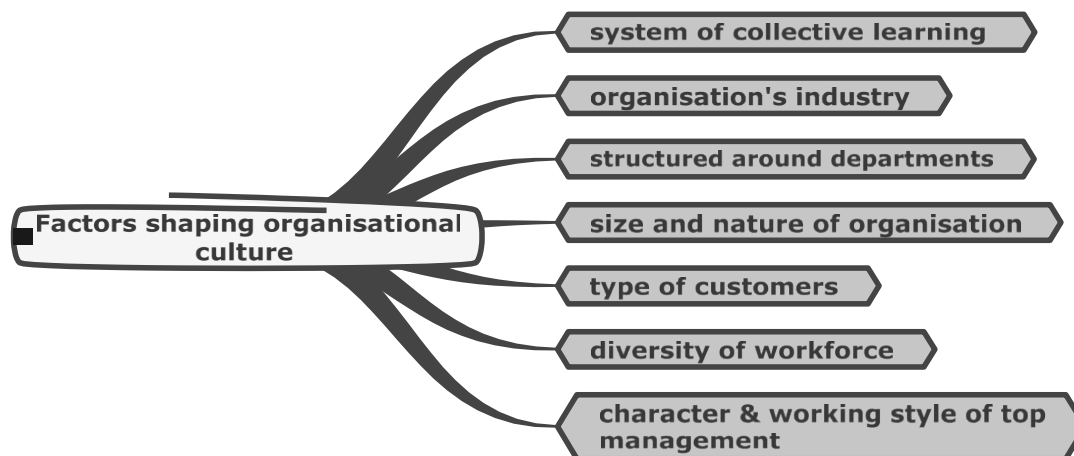 system of collective learning
organisation's industry
structured around departments
Factors shaping organisational
culture
size and nature of organisation
type of customers
diversity of workforce
character & working style of top
management